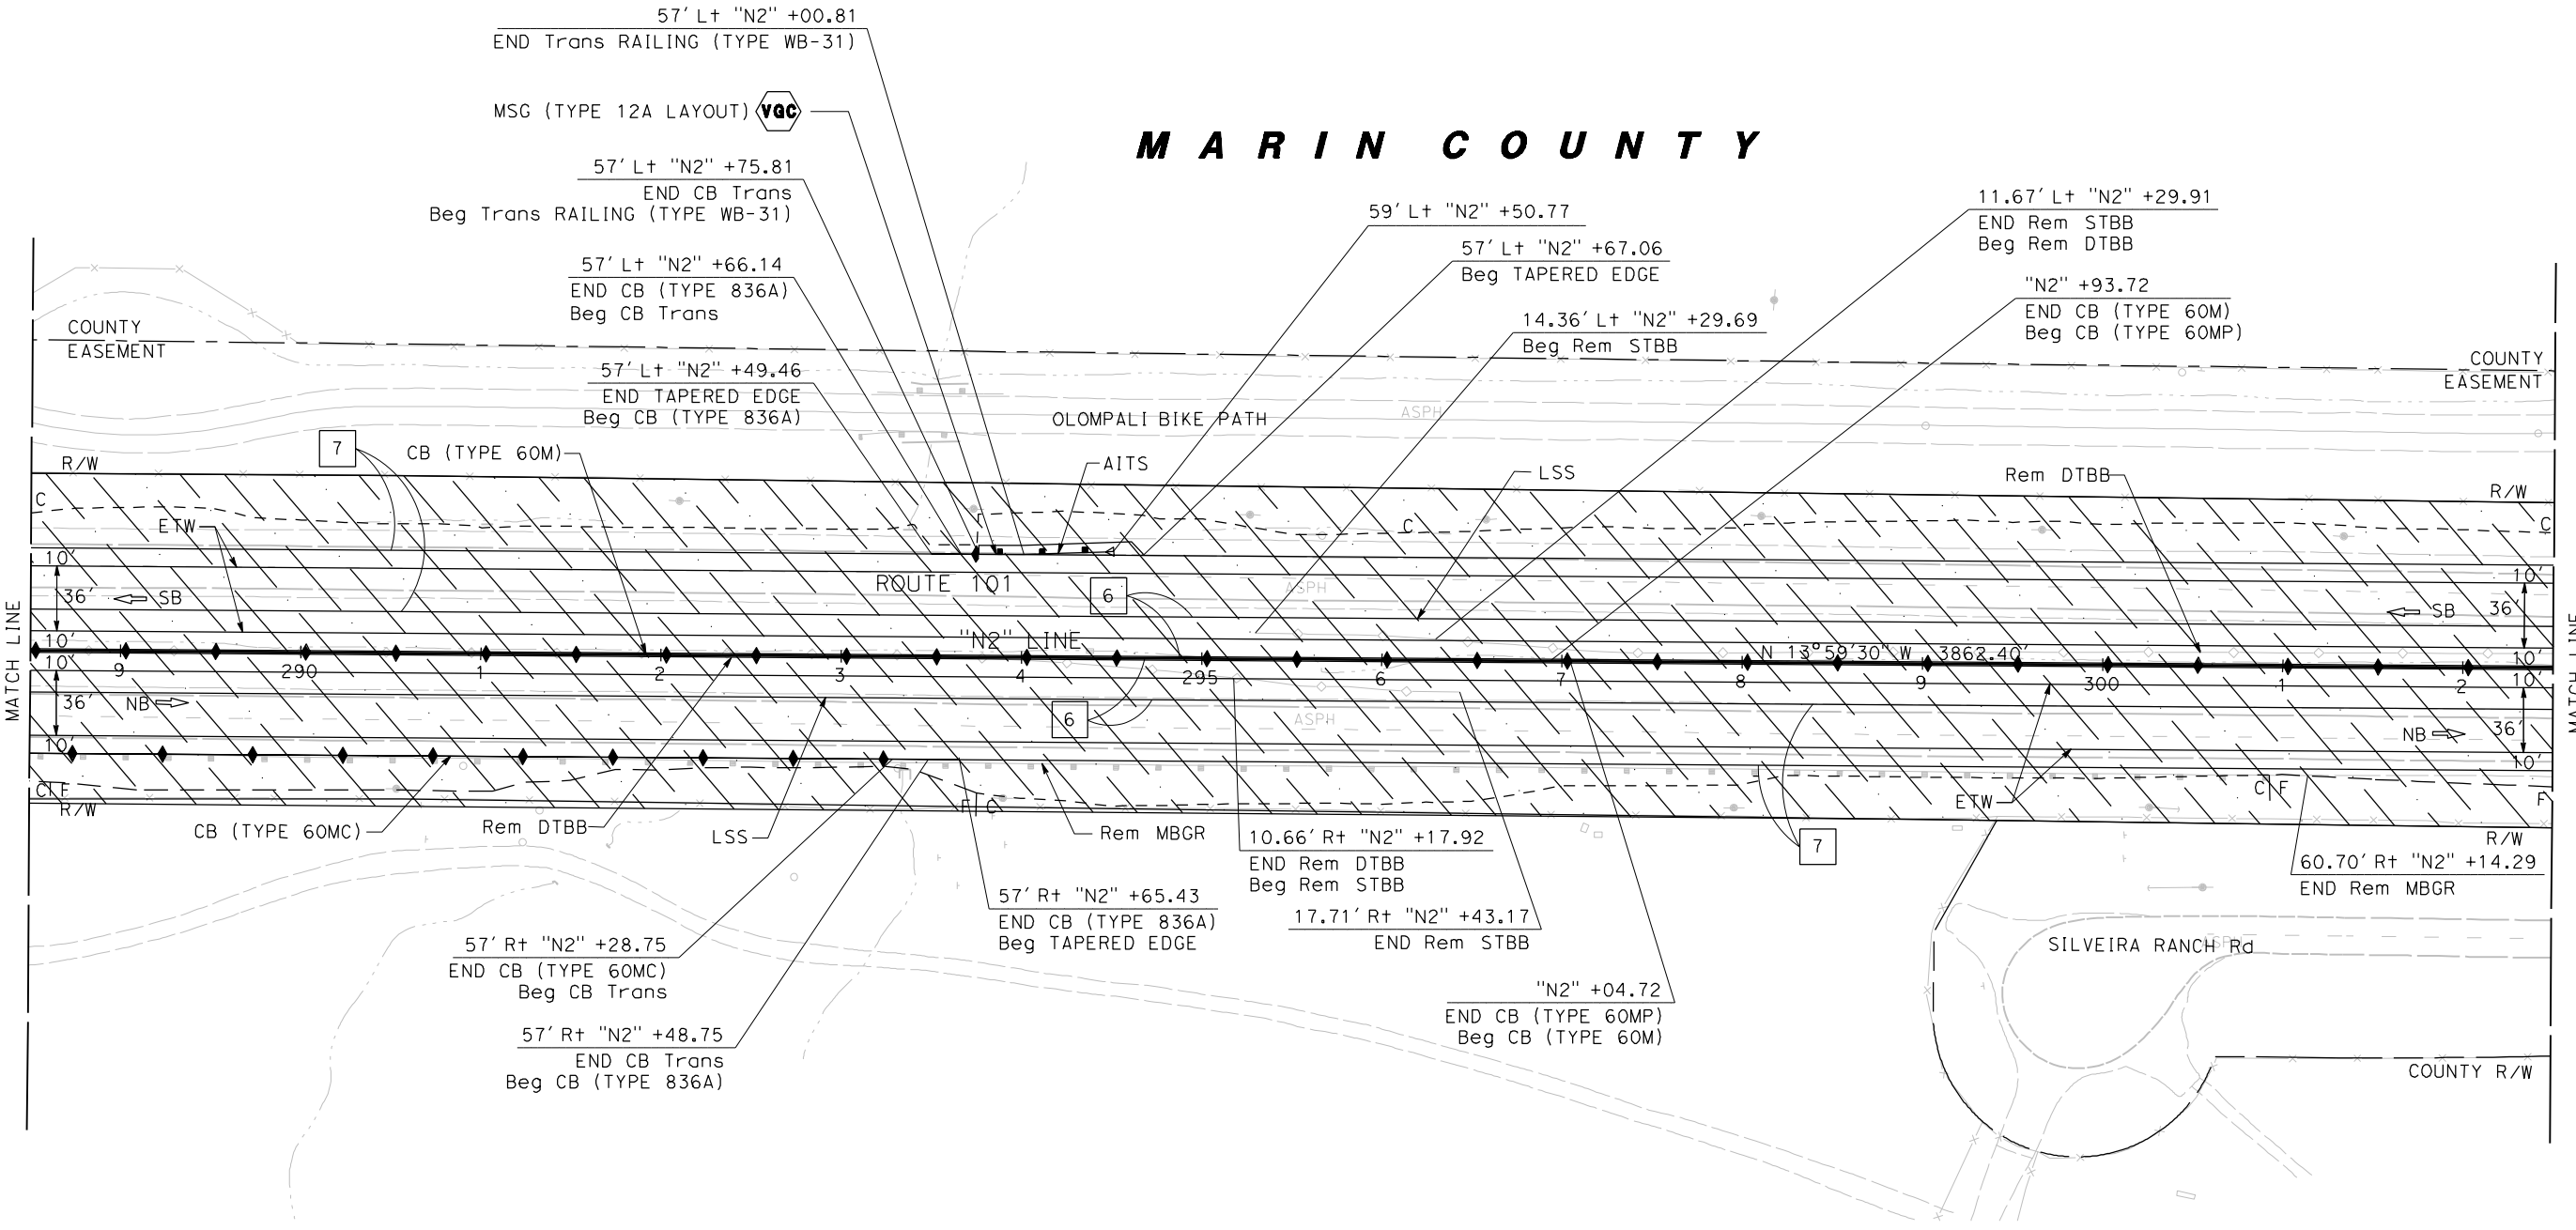 57' Lt "N2" +00.81
END Trans RAILING (TYPE WB-31)
MSG (TYPE 12A LAYOUT) VGC
MARIN COUNTY
57' Lt "N2" +75.81
END CB Trans
Beg Trans RAILING (TYPE WB-31)
57' Lt "N2" +66.14
END CB (TYPE 836A)
Beg CB Trans
57' Lt "N2" +49.46
END TAPERED EDGE
Beg CB (TYPE 836A)
59' Lt "N2" +50.77
57' Lt "N2" +67.06
Beg TAPERED EDGE
14.36' Lt "N2" +29.69
Beg Rem STBB
11.67' Lt "N2" +29.91
END Rem STBB
Beg Rem DTBB
"N2" +93.72
END CB (TYPE 60M)
Beg CB (TYPE 60MP)
COUNTY
EASEMENT
COUNTY
EASEMENT
OLOMPALI BIKE PATH
ASPH
7
CB (TYPE 60M)
AITS
LSS
Rem DTBB
R/W
R/W
C
C
C
ETW
10'
36'
SB
10'
ROUTE 101
6
ASPH
10'
36'
SB
10'
MATCH LINE
MATCH LINE
"N2" LINE
N 13°59'30" W 3862.40'
9
290
1
2
3
4
295
6
7
8
9
300
1
2
10'
36'
NB
10'
6
ASPH
10'
36'
NB
10'
C|F
R/W
F|C
C|F
F
ETW
CB (TYPE 60MC)
Rem DTBB
LSS
Rem MBGR
7
R/W
10.66' Rt "N2" +17.92
END Rem DTBB
Beg Rem STBB
60.70' Rt "N2" +14.29
END Rem MBGR
57' Rt "N2" +65.43
END CB (TYPE 836A)
Beg TAPERED EDGE
17.71' Rt "N2" +43.17
END Rem STBB
57' Rt "N2" +28.75
END CB (TYPE 60MC)
Beg CB Trans
SILVEIRA RANCH Rd
ASPH
"N2" +04.72
END CB (TYPE 60MP)
Beg CB (TYPE 60M)
57' Rt "N2" +48.75
END CB Trans
Beg CB (TYPE 836A)
COUNTY R/W